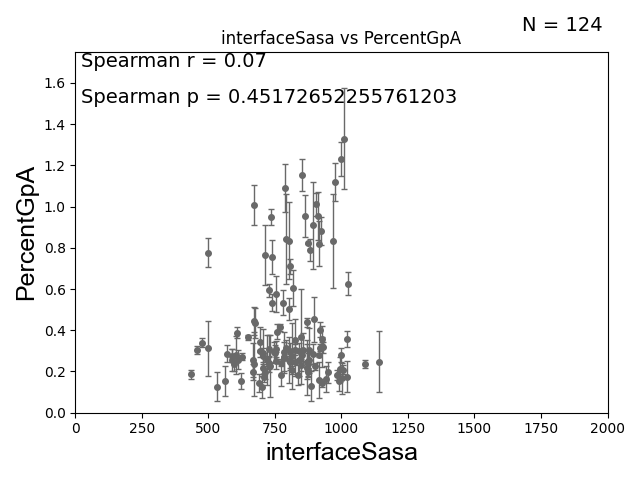 N = 124
interfaceSasa vs PercentGpA
Spearman r = 0.07
Spearman p = 0.45172652255761203
PercentGpA
1.6
1.4
1.2
1.0
0.8
0.6
0.4
0.2
0.0
0 250 500 750 1000 1250 1500 1750 2000
interfaceSasa